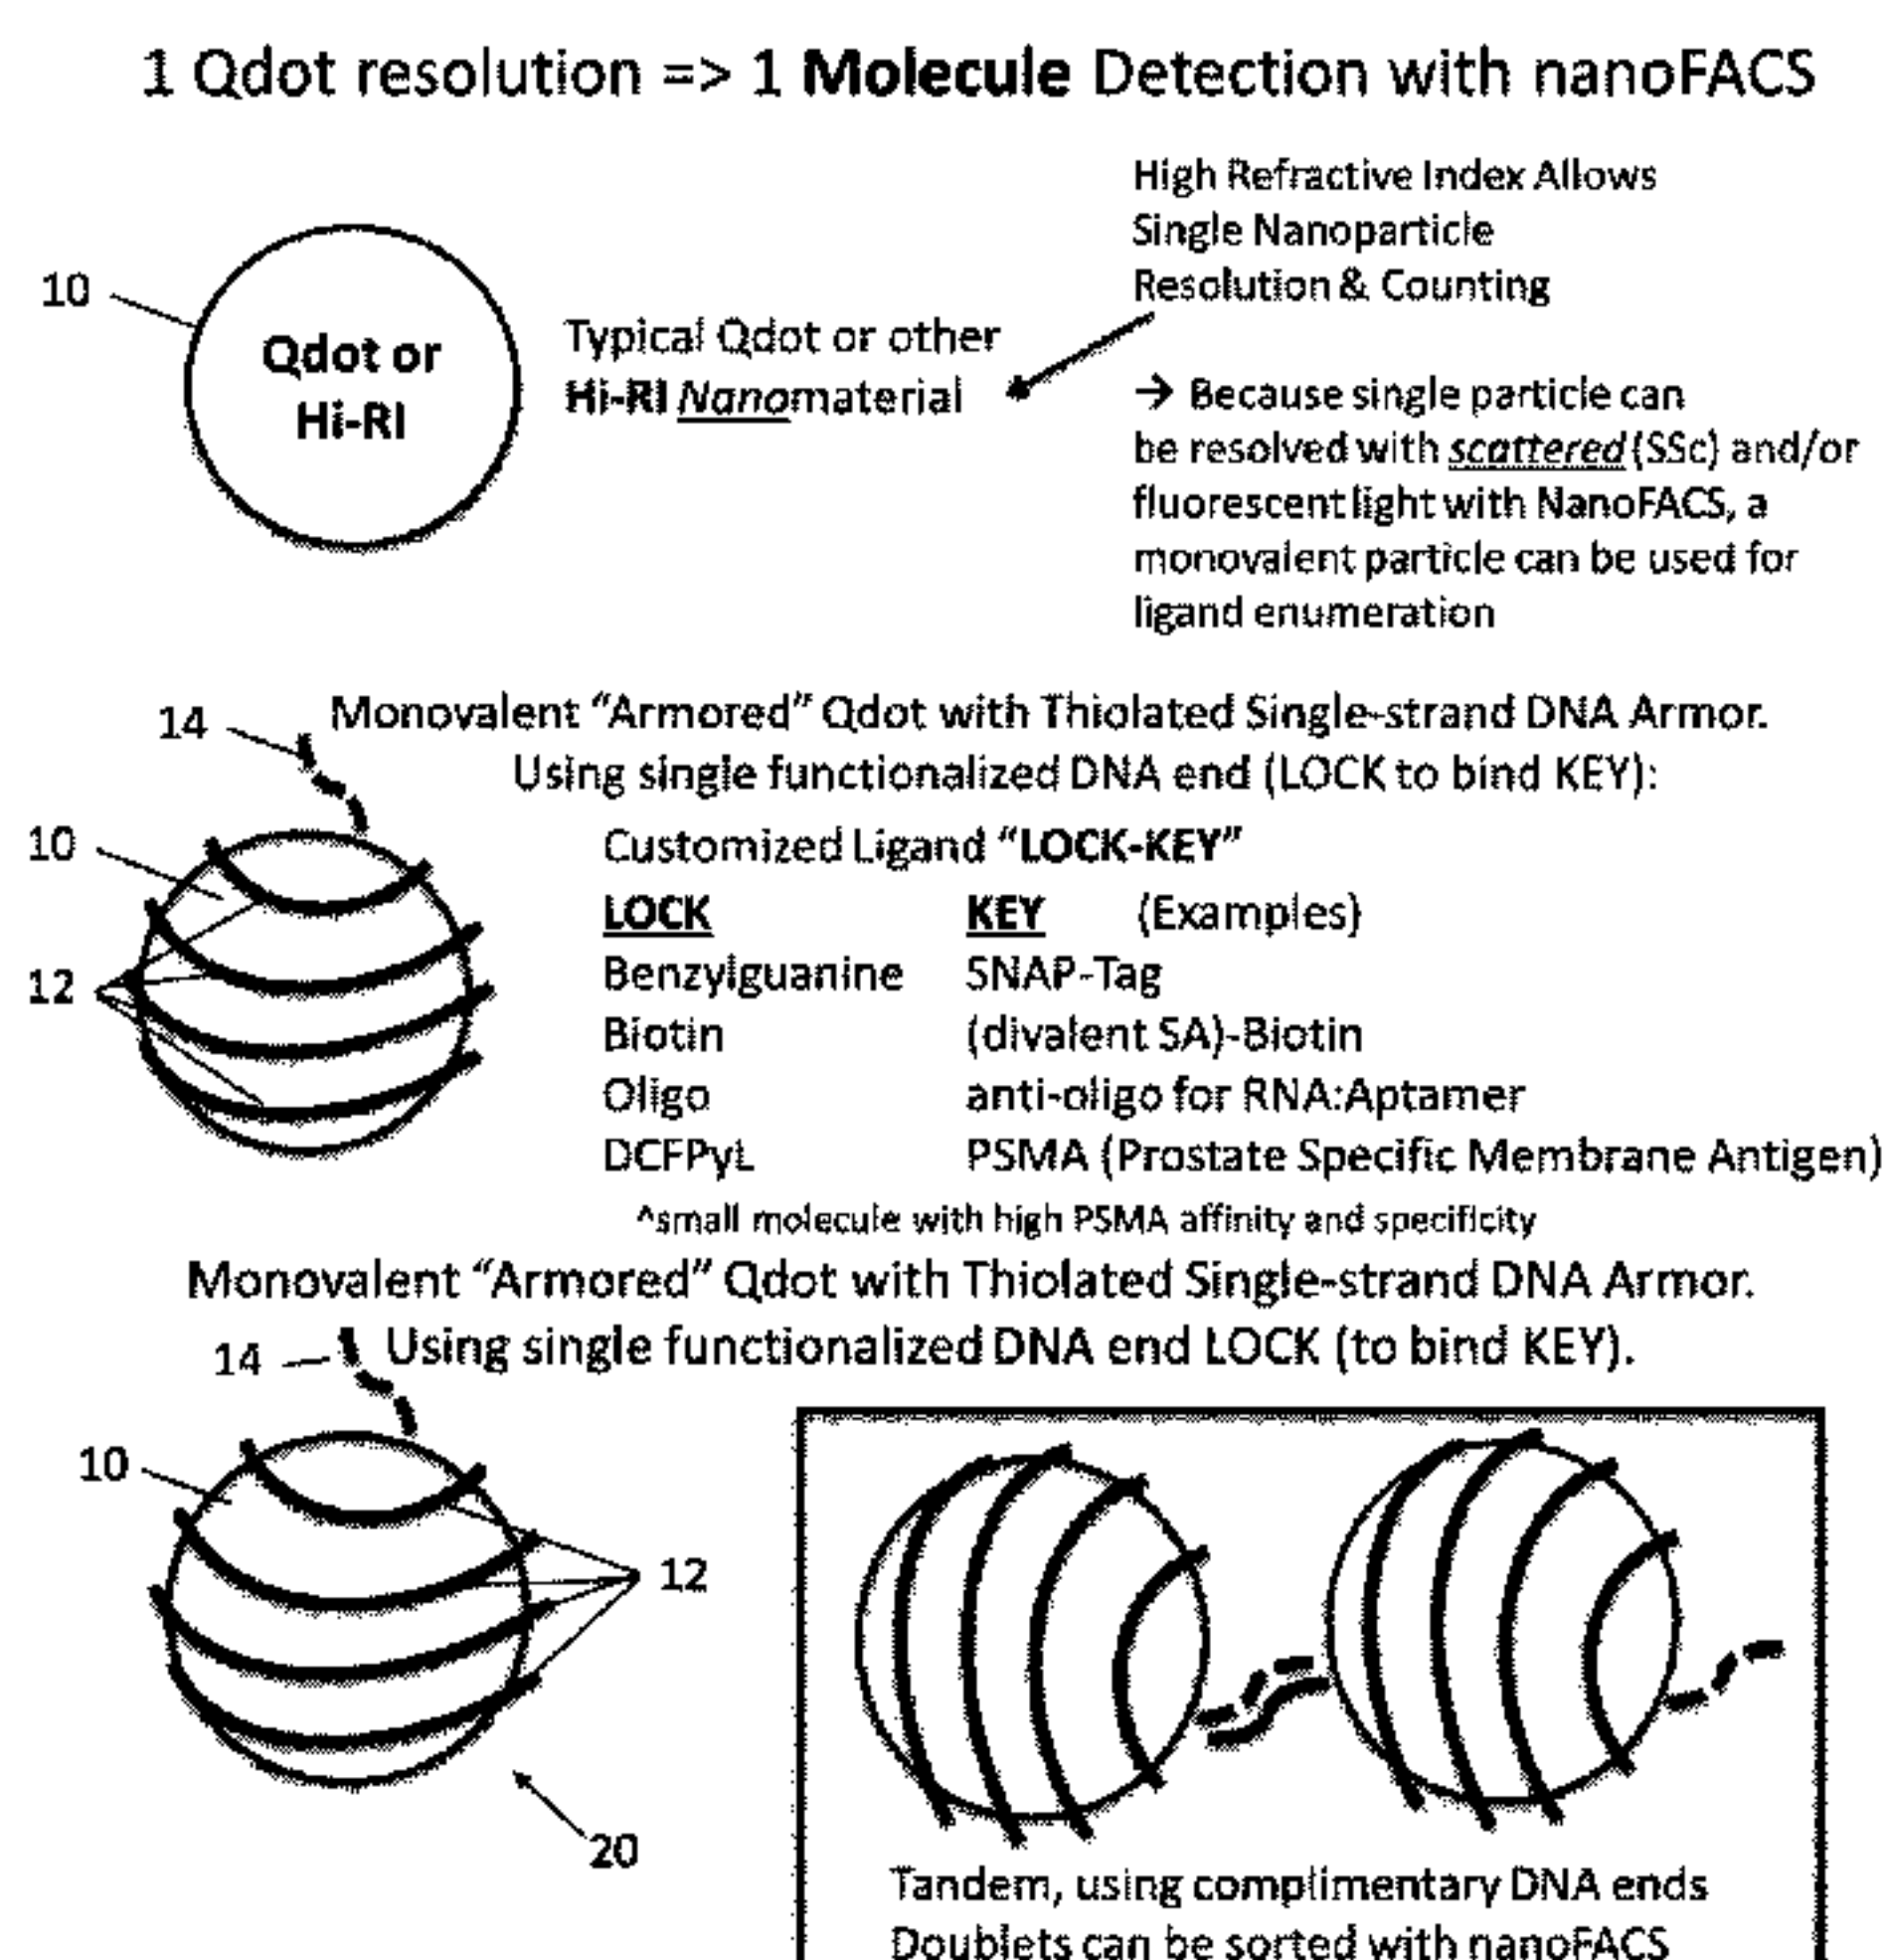 1 Qdot resolution => 1 Molecule Detection with nanoFACS
High Refractive Index Allows
Single Nanoparticle
Resolution & Counting
10
Qdot or
Hi-RI
Typical Qdot or other
Hi-RI Nanomaterial
→ Because single particle can
be resolved with scattered (SSc) and/or
fluorescent light with NanoFACS, a
monovalent particle can be used for
ligand enumeration
14
Monovalent “Armored” Qdot with Thiolated Single-strand DNA Armor.
Using single functionalized DNA end (LOCK to bind KEY):
10
12
Customized Ligand “LOCK-KEY”
LOCK KEY (Examples)
Benzylguanine SNAP-Tag
Biotin (divalent SA)-Biotin
Oligo anti-oligo for RNA:Aptamer
DCFPyL PSMA (Prostate Specific Membrane Antigen)
^small molecule with high PSMA affinity and specificity
Monovalent “Armored” Qdot with Thiolated Single-strand DNA Armor.
14
Using single functionalized DNA end LOCK (to bind KEY).
10
12
20
Tandem, using complimentary DNA ends
Doublets can be sorted with nanoFACS